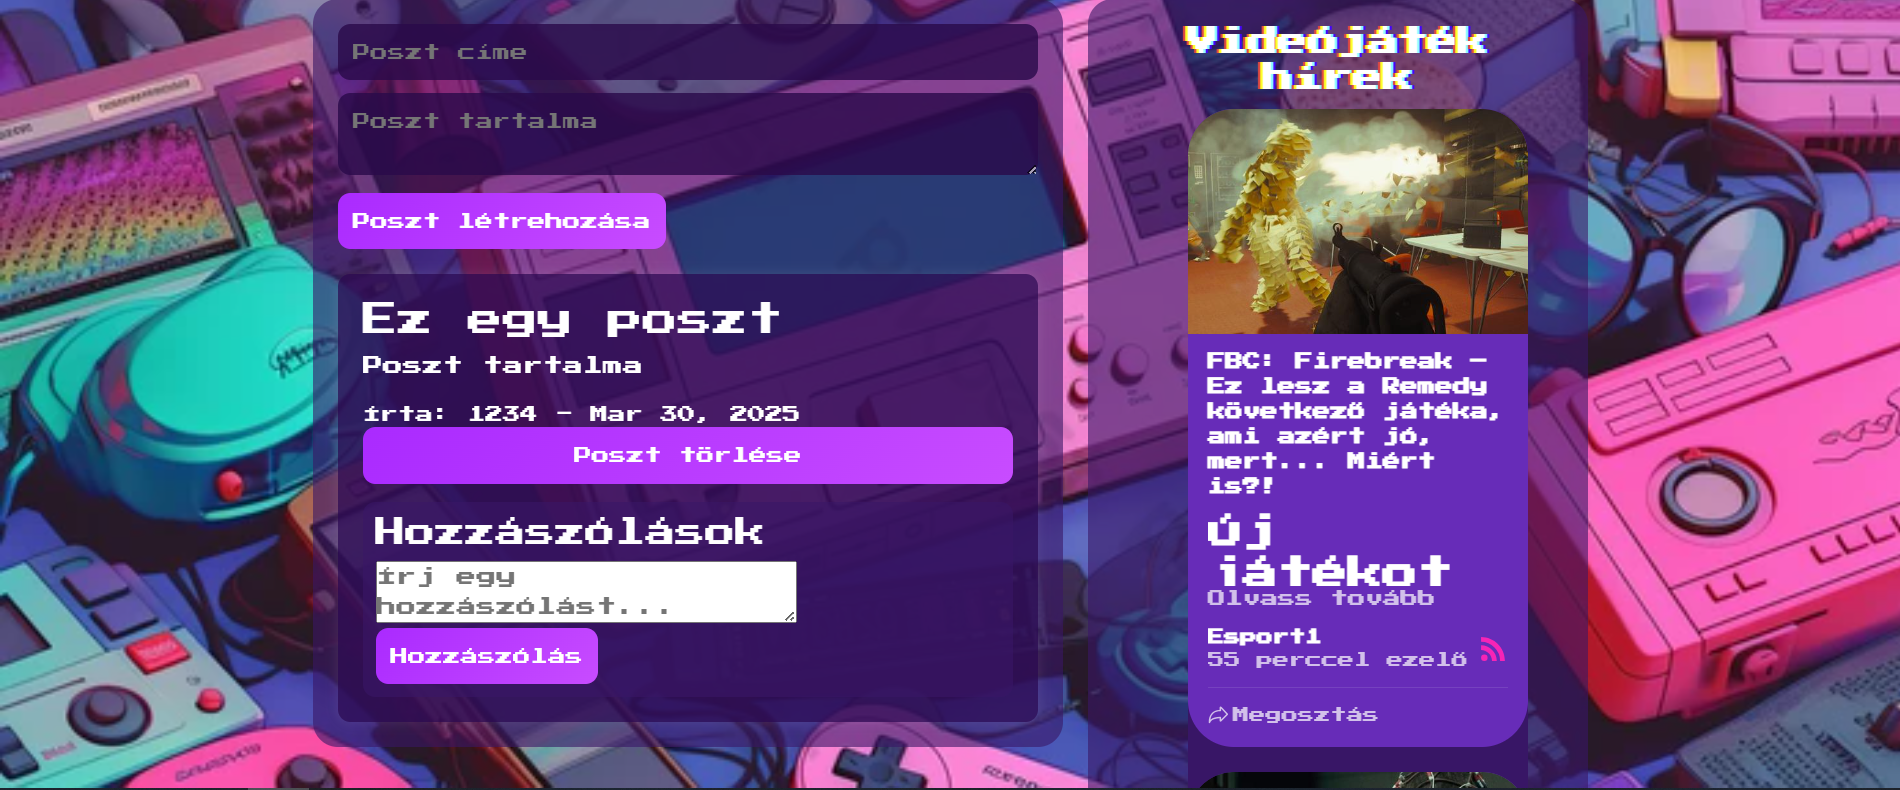 Poszt címe
Poszt tartalma
Poszt létrehozása
Ez egy poszt
Poszt tartalma
írta: 1234 - Mar 30, 2025
Poszt törlése
Hozzászólások
írj egy
hozzászólást...
Hozzászólás
Videójáték
hírek
FBC: Firebreak –
Ez lesz a Remedy
következő játéka,
ami azért jó,
mert... Miért
is?!
Új
játékot
Olvass tovább
Esport1
55 perccel ezelő
Megosztás